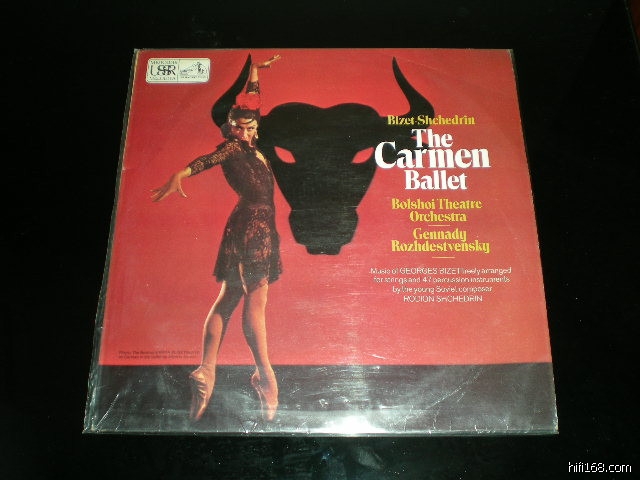 USSR
Bizet-Shchedrin
The
Carmen
Ballet
Bolshoi Theatre
Orchestra
Gennady
Rozhdestvensky
Music of GEORGES BIZET freely arranged
for strings and 47 percussion instruments
by the young Soviet composer
RODION SHCHEDRIN
hifi168.com